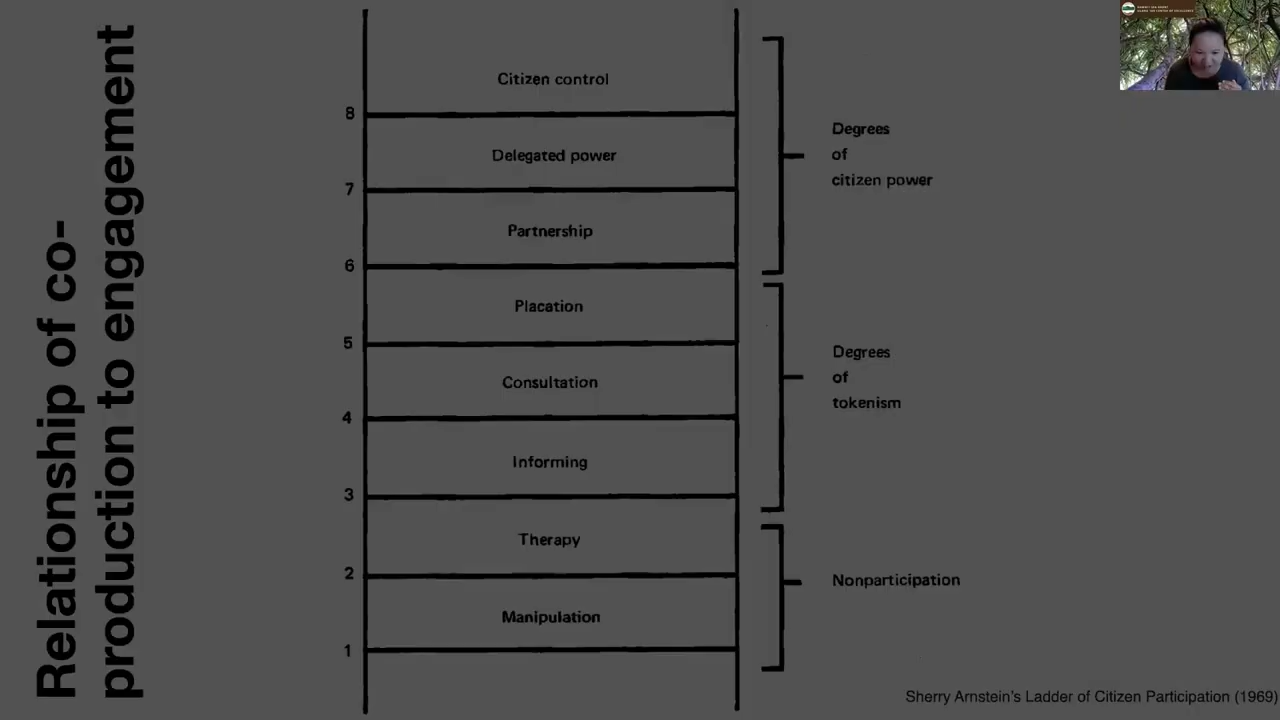 Relationship of co-
production to engagement
Citizen control
8
Delegated power
7
Partnership
6
Placation
5
Consultation
4
Informing
3
Therapy
2
Manipulation
1
Degrees
of
citizen power
Degrees
of
tokenism
Nonparticipation
Sherry Arnstein's Ladder of Citizen Participation (1969)